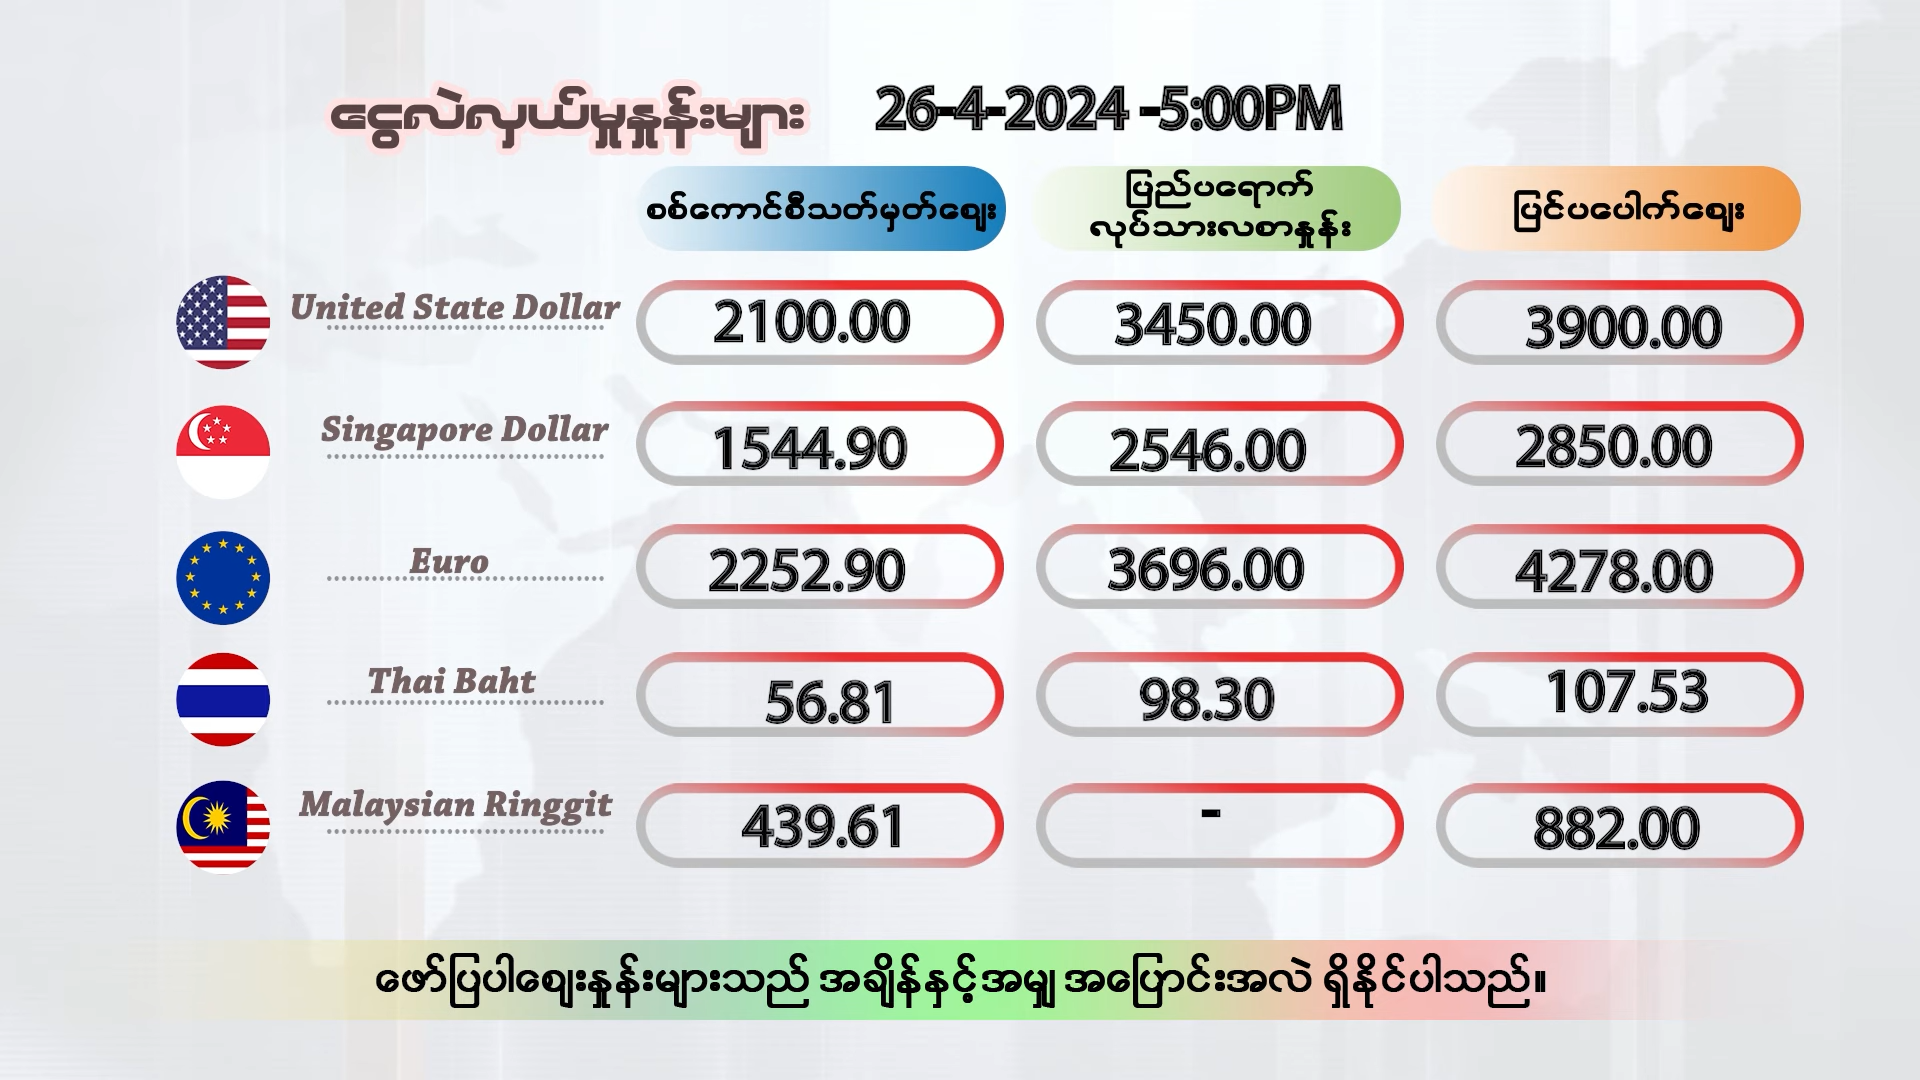 ငွေလဲလှယ်မှုနှုန်းများ 26-4-2024 -5:00PM
စစ်ကောင်စီသတ်မှတ်ဈေး
ပြည်ပရောက်
လုပ်သားလစာနှုန်း
ပြင်ပပေါက်ဈေး
United State Dollar 2100.00 3450.00 3900.00
Singapore Dollar 1544.90 2546.00 2850.00
Euro 2252.90 3696.00 4278.00
Thai Baht 56.81 98.30 107.53
Malaysian Ringgit 439.61 - 882.00
ဖော်ပြပါဈေးနှုန်းများသည် အချိန်နှင့်အမျှ အပြောင်းအလဲ ရှိနိုင်ပါသည်။